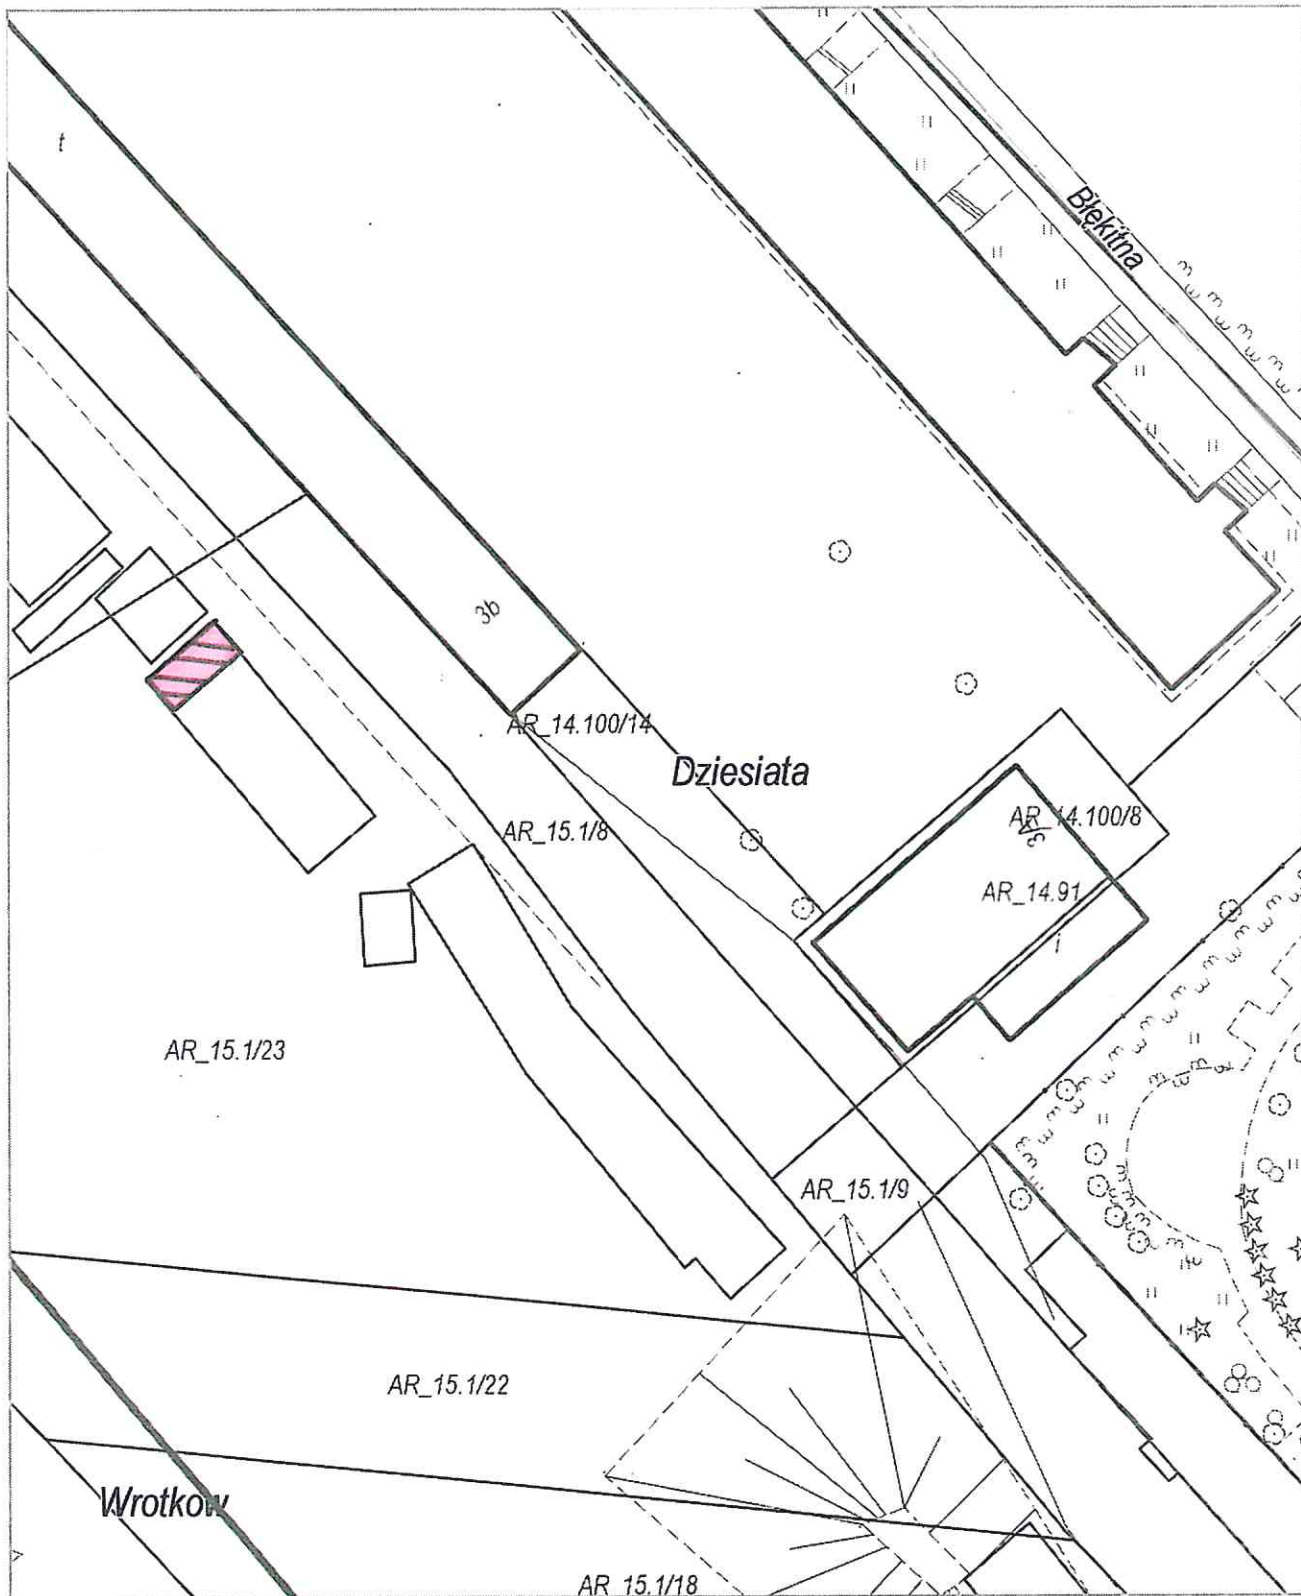 t
Błękitna
3b
AR_14.100/14
Dziesiata
AR_15.1/8
AR_14.100/8
AR_14.91
i
AR_15.1/23
AR_15.1/9
AR_15.1/22
Wrotkow
AR_15.1/18